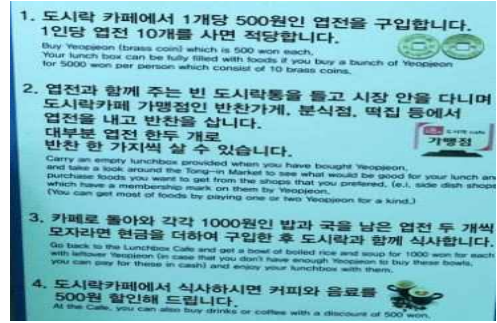 1. 도시락 카페에서 1개당 500원인 엽전을 구입합니다.
1인당 엽전 10개를 사면 적당합니다.
Buy Yeopjeon (brass coin) which is 500 won each.
Your lunch box can be fully filled with foods if you buy a bunch of Yeopjeon
for 5000 won per person which consist of 10 brass coins.
2. 엽전과 함께 주는 빈 도시락통을 들고 시장 안을 다니며
도시락카페 가맹점인 반찬가게, 분식점, 떡집 등에서
엽전을 내고 반찬을 삽니다.
대부분 엽전 한두 개로
반찬 한 가지씩 살 수 있습니다.
도시락 cafe
가맹점
Carry an empty lunchbox provided when you have bought Yeopjeon,
and take a look around the Tong-in Market to see what would be good for your lunch and
purchase foods you want to get from the shops that you prefered, (e.i, side dish shops
which have a membership mark on them by Yeopjeon.
(You can get most of foods by paying one or two Yeopjeon for a kind.)
3. 카페로 돌아와 각각 1000원인 밥과 국을 남은 엽전 두 개씩
모자라면 현금을 더하여 구입한 후 도시락과 함께 식사합니다.
Go back to the Lunchbox Cafe and get a bowl of boiled rice and soup for 1000 won for each
with leftover Yeopjeon (in case that you don't have enough Yeopjeon to buy these bowls,
you can pay for these in cash) and enjoy your lunchbox with them.
4. 도시락카페에서 식사하시면 커피와 음료를
500원 할인해 드립니다.
At the Cafe, you can also buy drinks or coffee with a discount of 500 won.